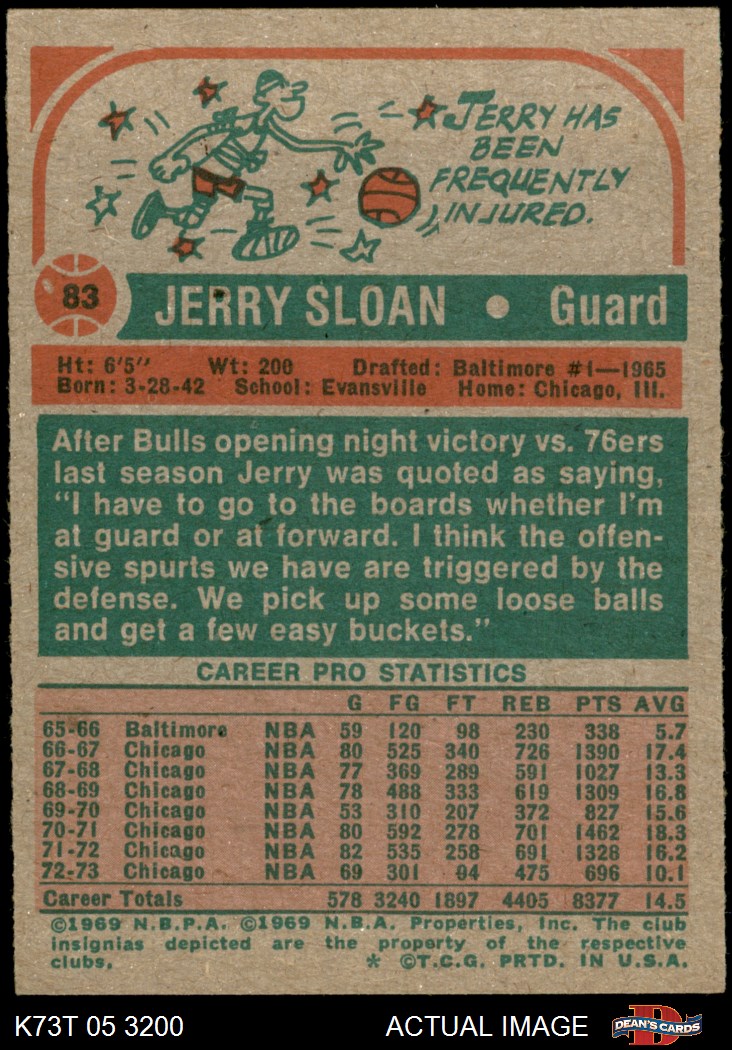 JERRY HAS
BEEN
FREQUENTLY
INJURED.
83
JERRY SLOAN • Guard
Ht: 6'5" Wt: 200 Drafted: Baltimore #1—1965
Born: 3-28-42 School: Evansville Home: Chicago, Ill.
After Bulls opening night victory vs. 76ers
last season Jerry was quoted as saying,
"I have to go to the boards whether I'm
at guard or at forward. I think the offen-
sive spurts we have are triggered by the
defense. We pick up some loose balls
and get a few easy buckets."
CAREER PRO STATISTICS
G FG FT REB PTS AVG
65-66 Baltimore NBA 59 120 98 230 338 5.7
66-67 Chicago NBA 80 525 340 726 1390 17.4
67-68 Chicago NBA 77 369 289 591 1027 13.3
68-69 Chicago NBA 78 488 333 619 1309 16.8
69-70 Chicago NBA 53 310 207 372 827 15.6
70-71 Chicago NBA 80 592 278 701 1462 18.3
71-72 Chicago NBA 82 535 258 691 1328 16.2
72-73 Chicago NBA 69 301 94 475 696 10.1
Career Totals 578 3240 1897 4405 8377 14.5
©1969 N.B.P.A. ©1969 N.B.A. Properties, Inc. The club
insignias depicted are the property of the respective
clubs. * ©T.C.G. PRTD. IN U.S.A.
K73T 05 3200 ACTUAL IMAGE
D
DEAN'S CARDS